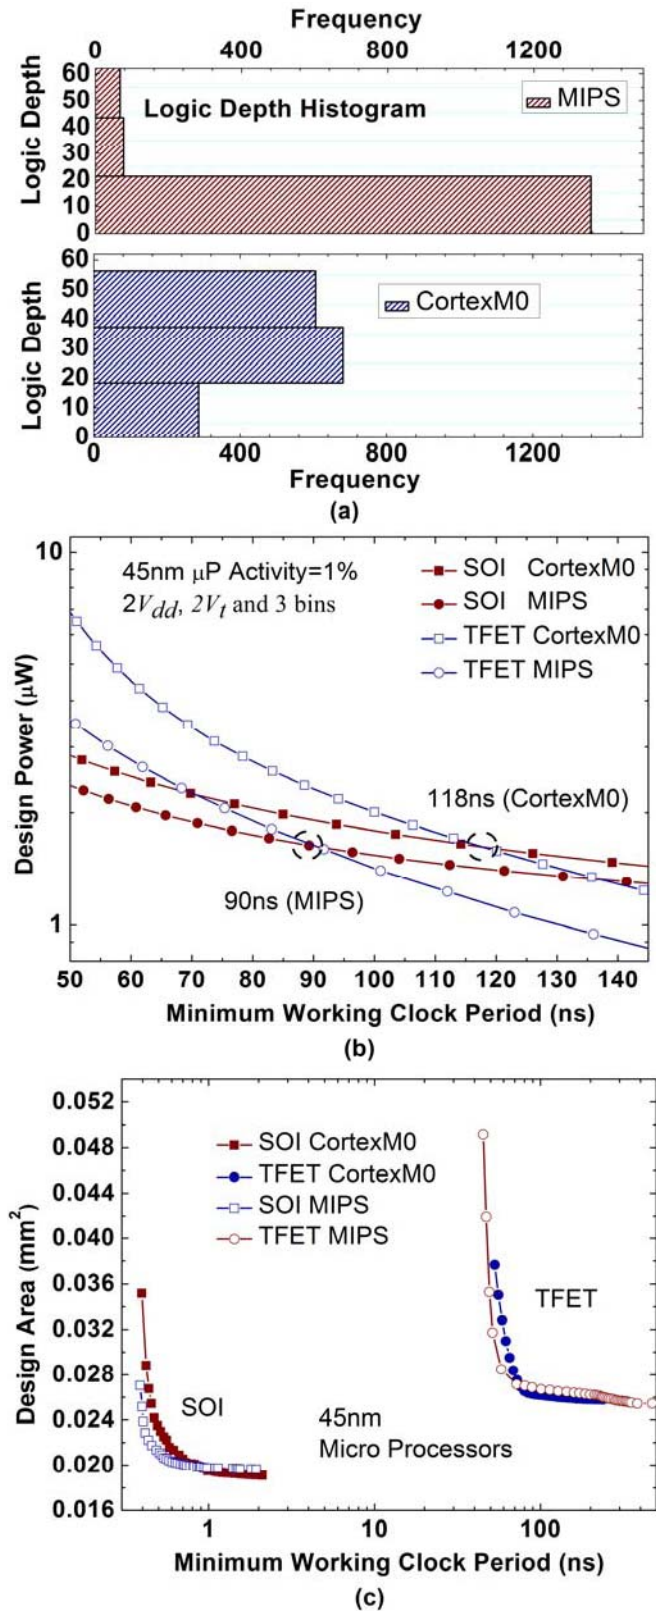 Frequency
0 400 800 1200
60
50
40
30
20
10
0
Logic Depth
Logic Depth Histogram
MIPS
60
50
40
30
20
10
0
Logic Depth
CortexM0
0 400 800 1200
Frequency
(a)
10
1
Design Power (μW)
45nm μP Activity=1%
2Vdd, 2Vt and 3 bins
SOI CortexM0
SOI MIPS
TFET CortexM0
TFET MIPS
118ns (CortexM0)
90ns (MIPS)
50 60 70 80 90 100 110 120 130 140
Minimum Working Clock Period (ns)
(b)
0.052
0.048
0.044
0.040
0.036
0.032
0.028
0.024
0.020
0.016
Design Area (mm²)
SOI CortexM0
TFET CortexM0
SOI MIPS
TFET MIPS
TFET
SOI
45nm
Micro Processors
1 10 100
Minimum Working Clock Period (ns)
(c)